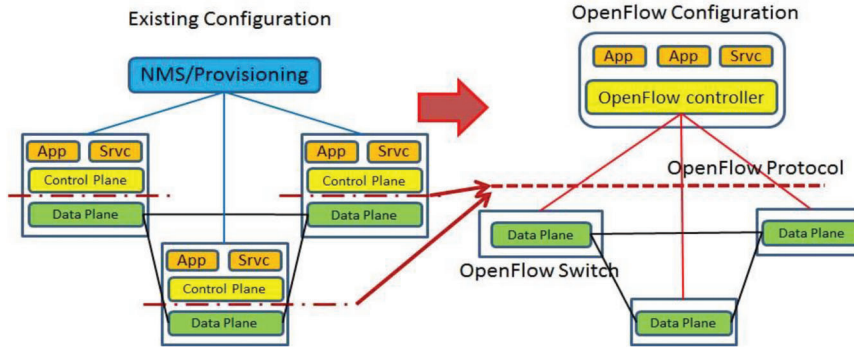 Existing Configuration
OpenFlow Configuration
NMS/Provisioning
App App Srvc
OpenFlow controller
App Srvc
Control Plane
Data Plane
App Srvc
Control Plane
Data Plane
App Srvc
Control Plane
Data Plane
OpenFlow Protocol
Data Plane
OpenFlow Switch
Data Plane
Data Plane